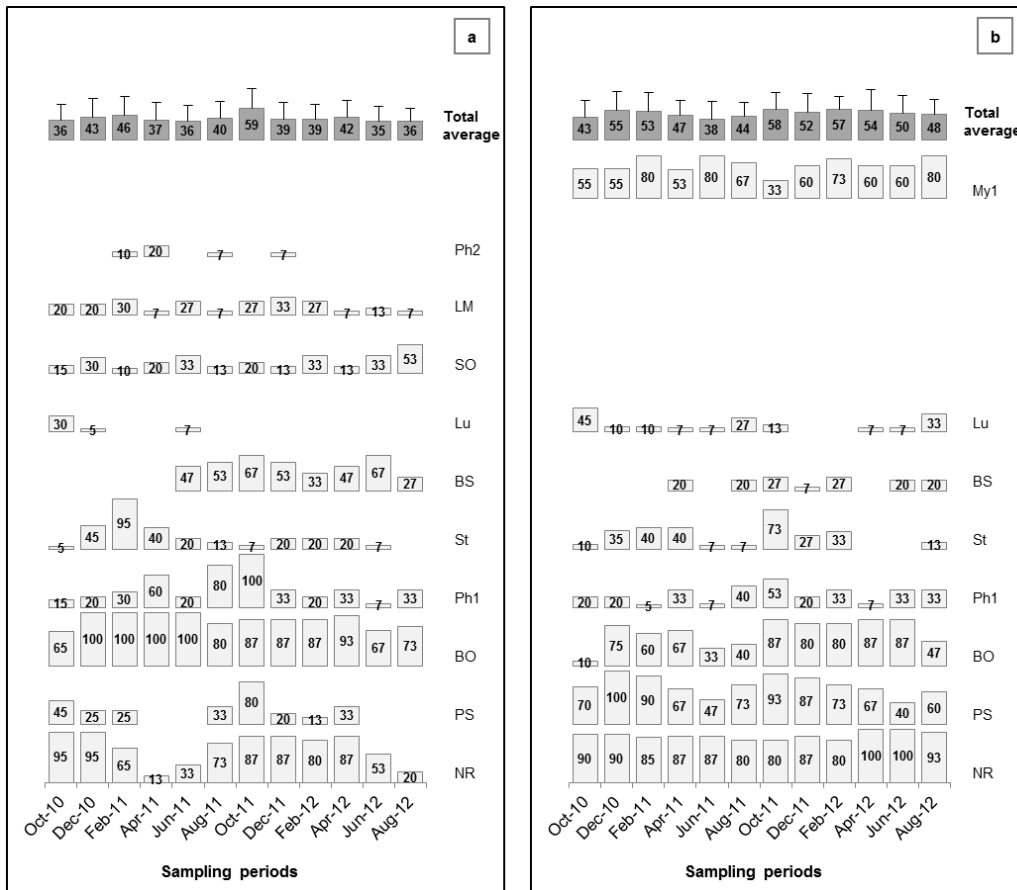 a
36 43 46 37 36 40 59 39 39 42 35 36 Total average
10 20 7 7 Ph2
20 20 30 7 27 7 27 33 27 7 13 7 LM
15 30 10 20 33 13 20 13 33 13 33 53 SO
30 5 7 Lu
47 53 67 53 33 47 67 27 BS
5 45 95 40 20 13 7 20 20 20 7 St
15 20 30 60 20 80 100 33 20 33 7 33 Ph1
65 100 100 100 100 80 87 87 87 93 67 73 BO
45 25 25 33 80 20 13 33 PS
95 95 65 13 33 73 87 87 80 87 53 20 NR
Oct-10 Dec-10 Feb-11 Apr-11 Jun-11 Aug-11 Oct-11 Dec-11 Feb-12 Apr-12 Jun-12 Aug-12
Sampling periods
b
43 55 53 47 38 44 58 52 57 54 50 48 Total average
55 55 80 53 80 67 33 60 73 60 60 80 My1
45 10 10 7 7 27 13 7 7 33 Lu
20 20 27 7 27 20 20 BS
10 35 40 40 7 7 73 27 33 13 St
20 20 5 33 7 40 53 20 33 7 33 33 Ph1
10 75 60 67 33 40 87 80 80 87 87 47 BO
70 100 90 67 47 73 93 87 73 67 40 60 PS
90 90 85 87 87 80 80 87 80 100 100 93 NR
Oct-10 Dec-10 Feb-11 Apr-11 Jun-11 Aug-11 Oct-11 Dec-11 Feb-12 Apr-12 Jun-12 Aug-12
Sampling periods